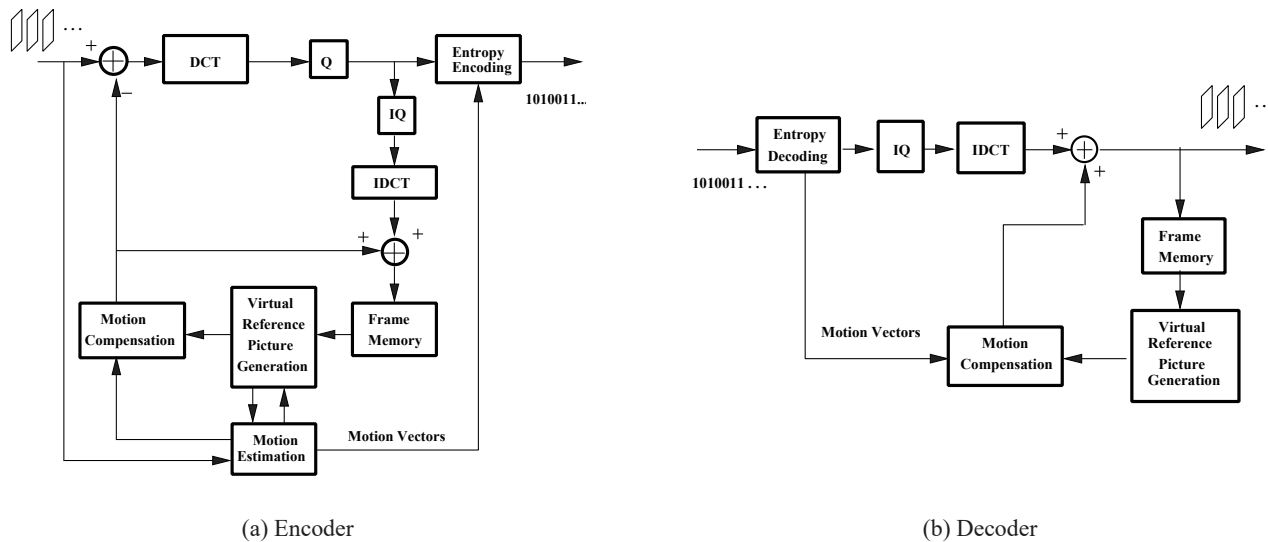 ...
+
−
DCT
Q
Entropy
Encoding
1010011...
IQ
IDCT
+
+
Motion
Compensation
Virtual
Reference
Picture
Generation
Frame
Memory
Motion
Estimation
Motion Vectors
(a) Encoder
..
1010011 . . .
Entropy
Decoding
IQ
IDCT
+
+
Frame
Memory
Motion Vectors
Motion
Compensation
Virtual
Reference
Picture
Generation
(b) Decoder